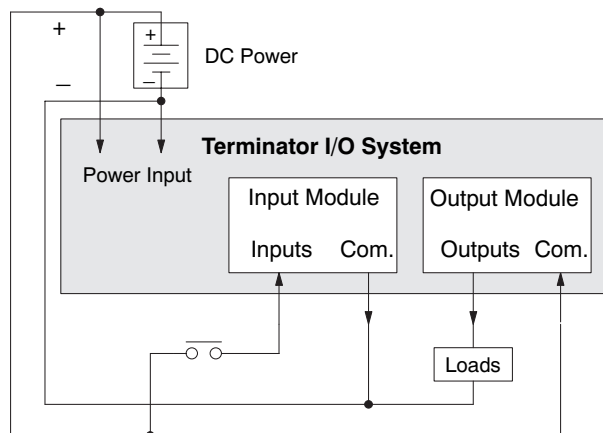 +
+
DC Power
–
–
Terminator I/O System
Power Input
Input Module
Output Module
Inputs Com.
Outputs Com.
Loads